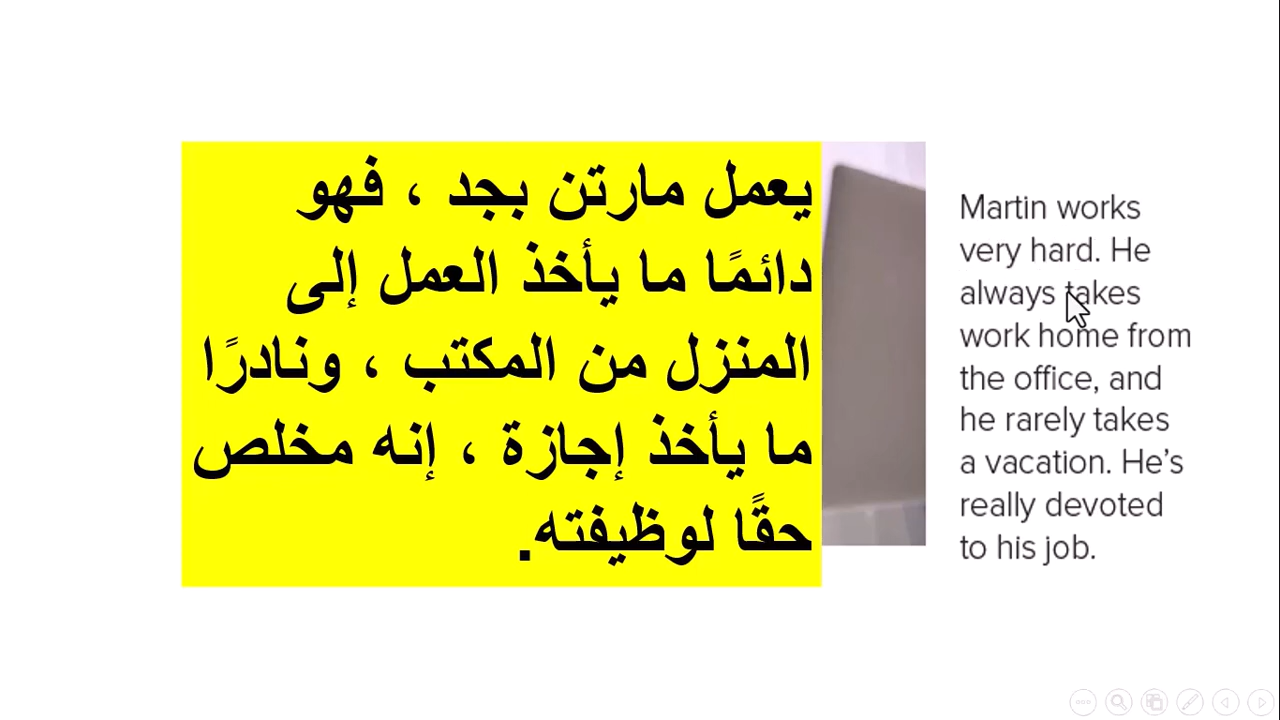 يعمل مارتن بجد ، فهو
دائمًا ما يأخذ العمل إلى
المنزل من المكتب ، ونادرًا
ما يأخذ إجازة ، إنه مخلص
حقًا لوظيفته.
Martin works
very hard. He
always takes
work home from
the office, and
he rarely takes
a vacation. He’s
really devoted
to his job.